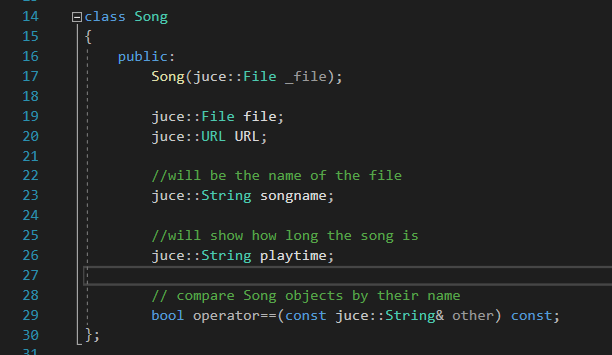 14 class Song
15 {
16 public:
17 Song(juce::File _file);
18
19 juce::File file;
20 juce::URL URL;
21
22 //will be the name of the file
23 juce::String songname;
24
25 //will show how long the song is
26 juce::String playtime;
27
28 // compare Song objects by their name
29 bool operator==(const juce::String& other) const;
30 };
31